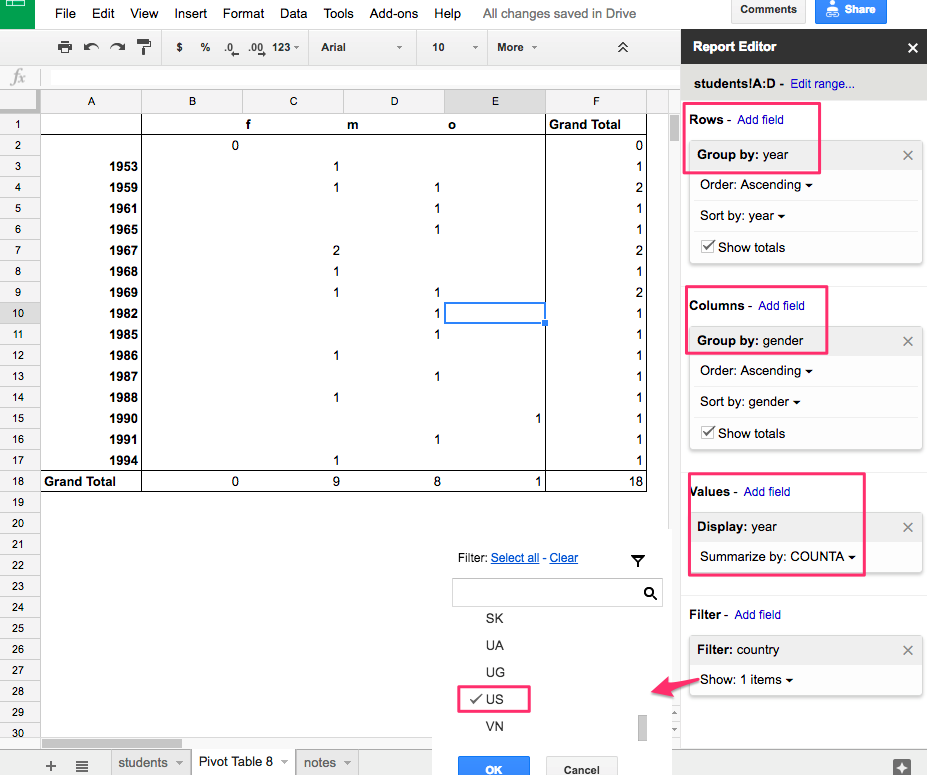 File Edit View Insert Format Data Tools Add-ons Help All changes saved in Drive Comments Share
$ % .0 .00 123 Arial 10 More
Report Editor
fx
students!A:D - Edit range...
A B C D E F
1 f m o Grand Total
2 0 0
3 1953 1 1
4 1959 1 1 2
5 1961 1 1
6 1965 1 1
7 1967 2 2
8 1968 1 1
9 1969 1 1 2
10 1982 1 1
11 1985 1 1
12 1986 1 1
13 1987 1 1
14 1988 1 1
15 1990 1 1
16 1991 1 1
17 1994 1 1
18 Grand Total 0 9 8 1 18
19
20
21
22
23
24
25
26
27
28
29
30
Rows - Add field
Group by: year
Order: Ascending
Sort by: year
Show totals
Columns - Add field
Group by: gender
Order: Ascending
Sort by: gender
Show totals
Values - Add field
Display: year
Summarize by: COUNTA
Filter - Add field
Filter: country
Show: 1 items
Filter: Select all - Clear
SK
UA
UG
US
VN
OK Cancel
students Pivot Table 8 notes